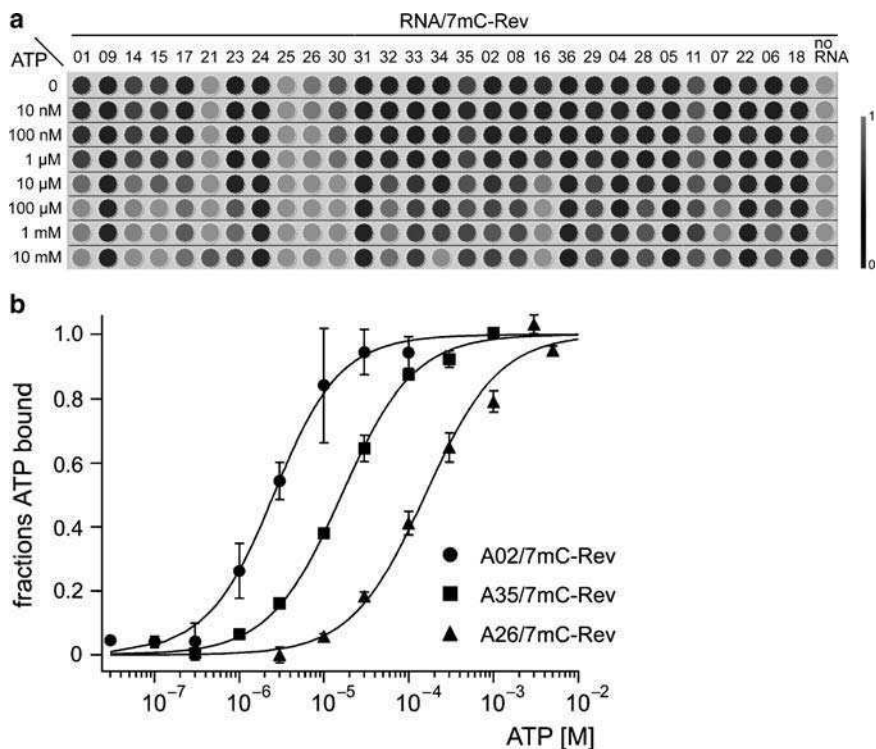 a
RNA/7mC-Rev
ATP
01 09 14 15 17 21 23 24 25 26 30 31 32 33 34 35 02 08 16 36 29 04 28 05 11 07 22 06 18 no RNA
0
10 nM
100 nM
1 µM
10 µM
100 µM
1 mM
10 mM
1
0
b
fractions ATP bound
1.0
0.8
0.6
0.4
0.2
0
A02/7mC-Rev
A35/7mC-Rev
A26/7mC-Rev
10⁻⁷ 10⁻⁶ 10⁻⁵ 10⁻⁴ 10⁻³ 10⁻²
ATP [M]